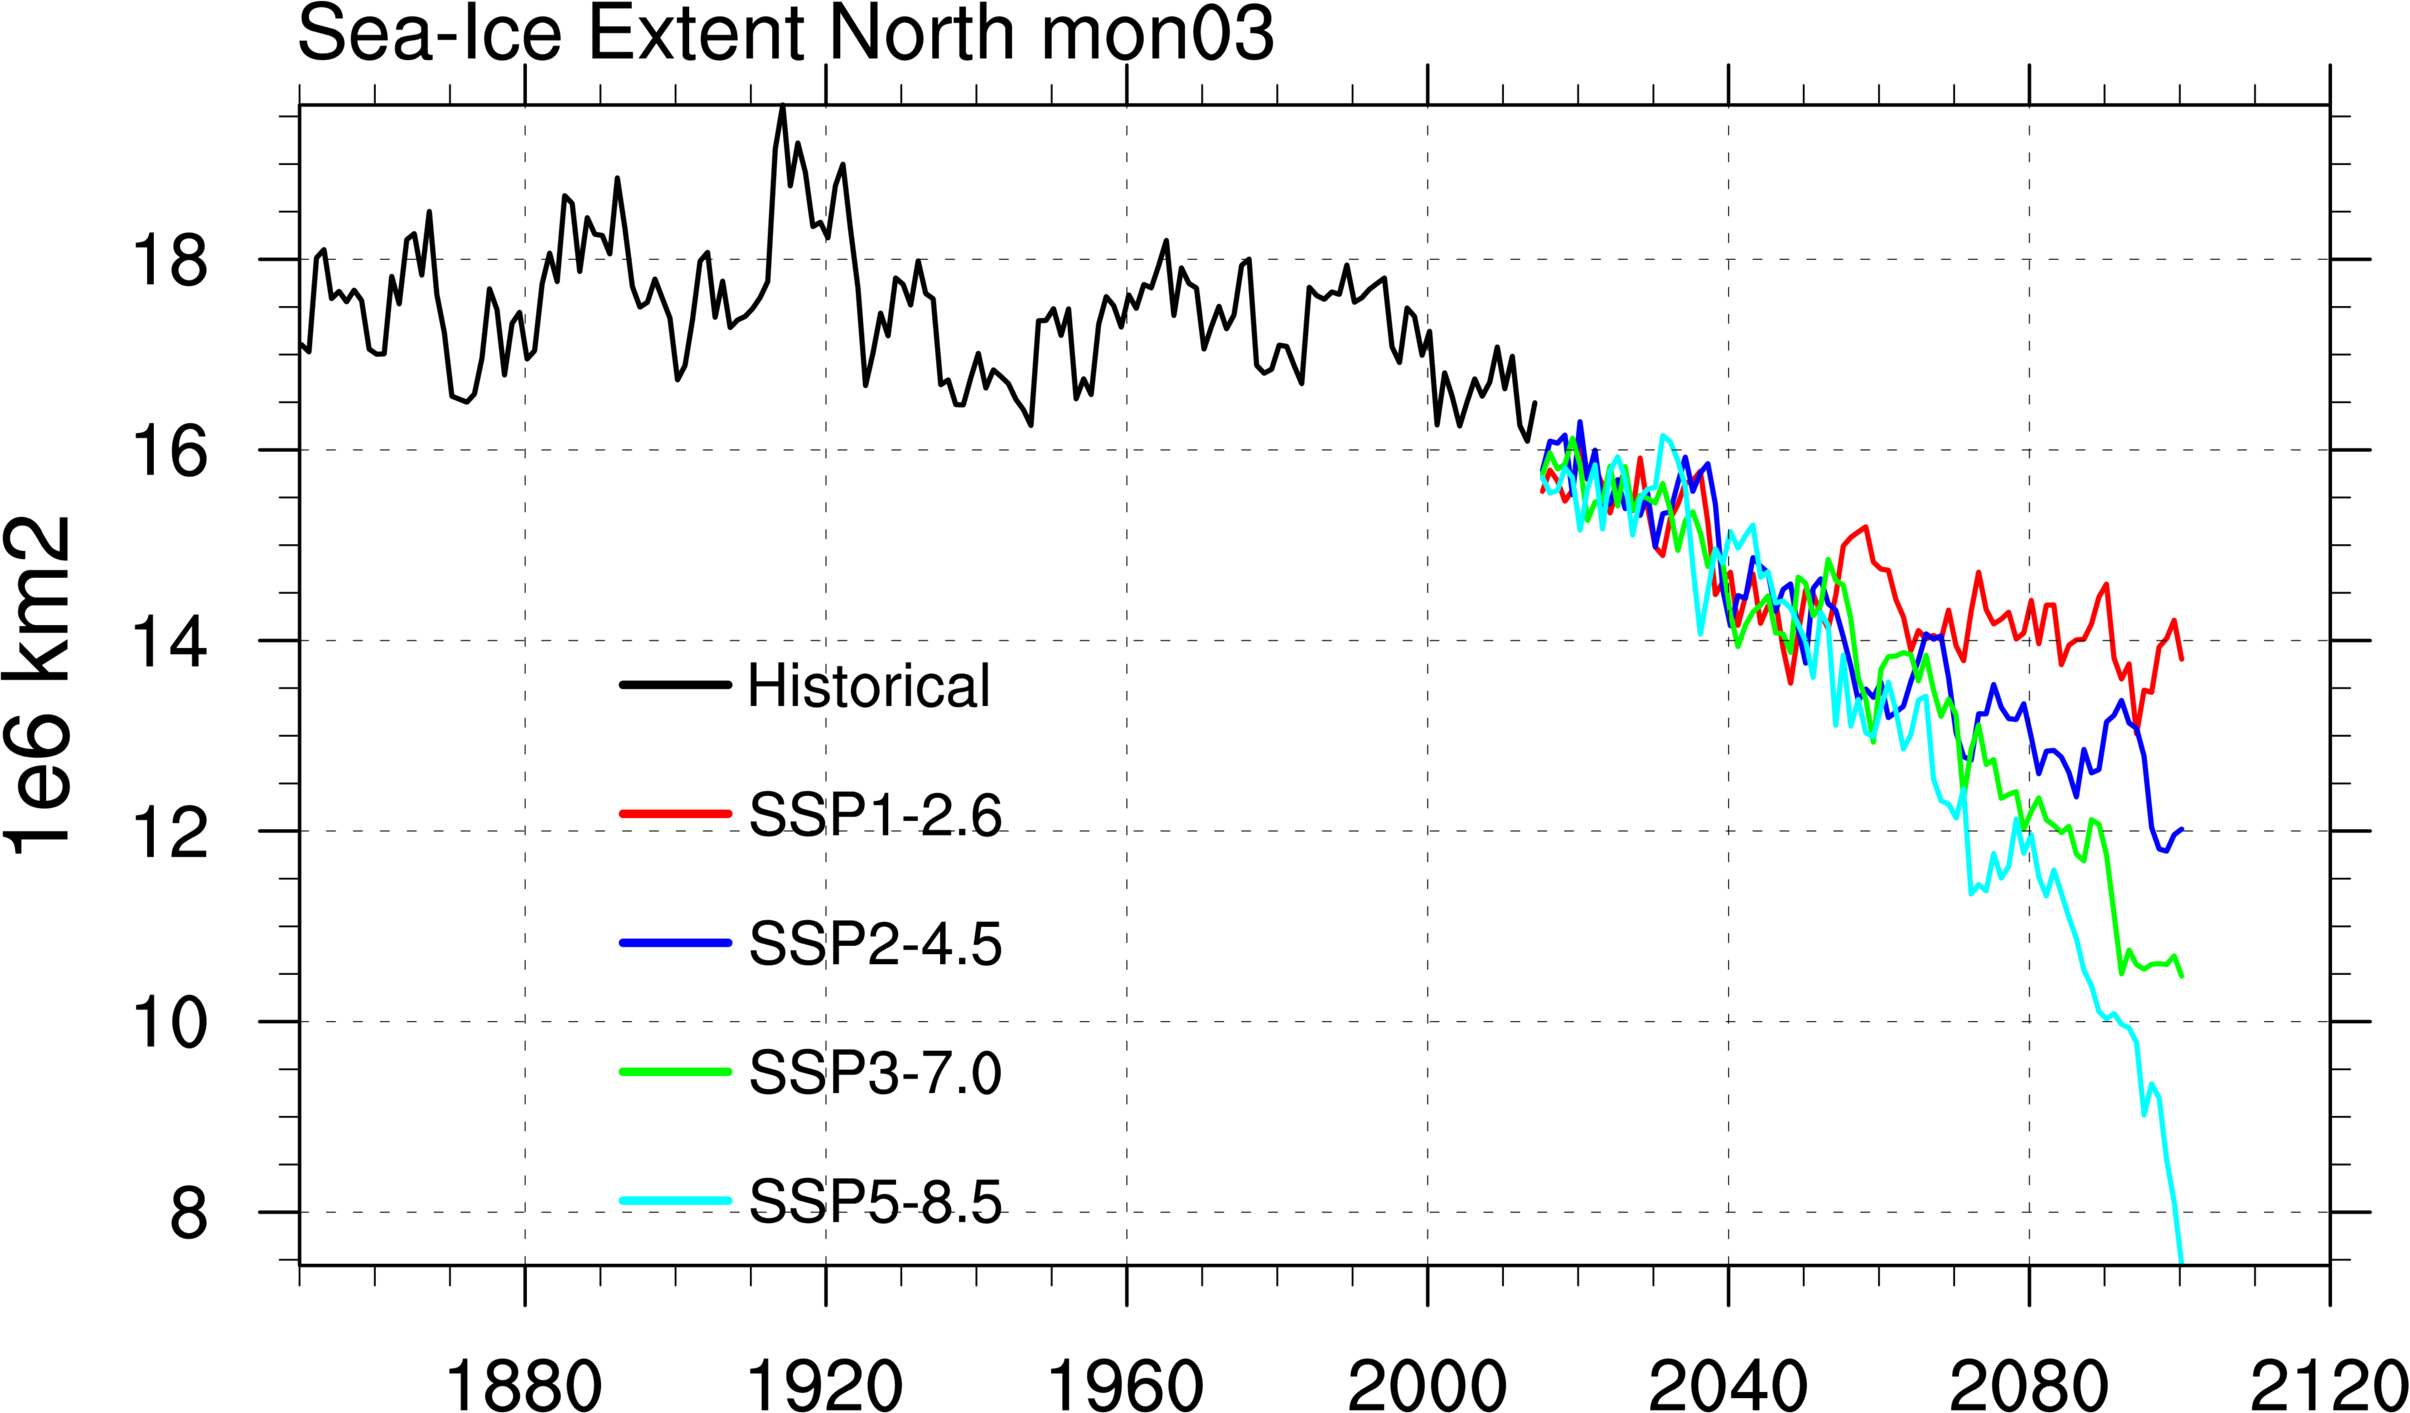 Sea-Ice Extent North mon03
1e6 km2
18
16
14
12
10
8
Historical
SSP1-2.6
SSP2-4.5
SSP3-7.0
SSP5-8.5
1880 1920 1960 2000 2040 2080 2120